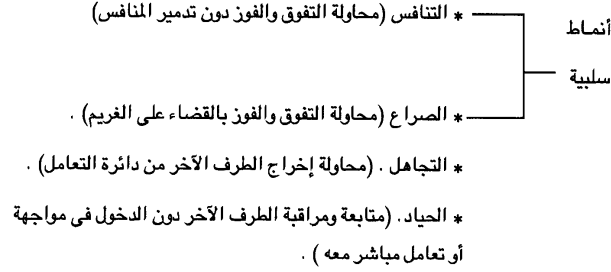 * التنافس (محاولة التفوق والفوز دون تدمير المنافس)
أنماط
سلبية
* الصراع (محاولة التفوق والفوز بالقضاء على الغريم) .
* التجاهل . (محاولة إخراج الطرف الآخر من دائرة التعامل) .
* الحياد. (متابعة ومراقبة الطرف الآخر دون الدخول فى مواجهة
أو تعامل مباشر معه ) .